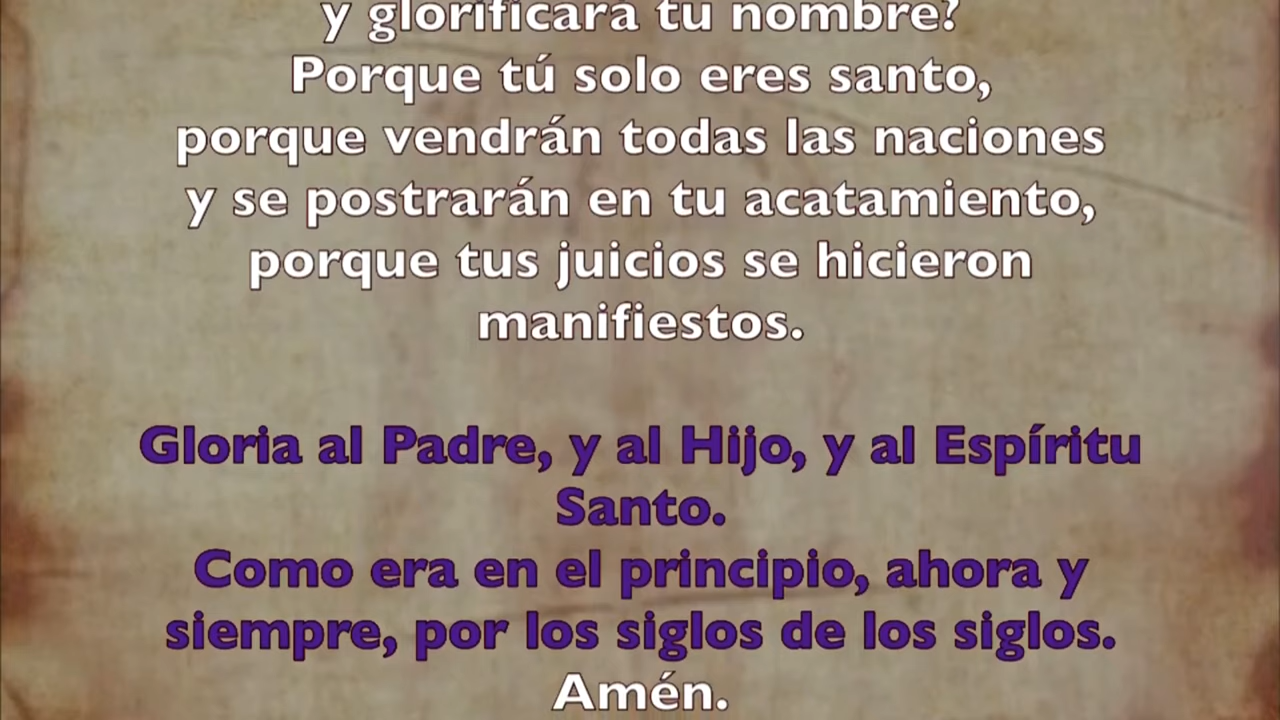 y glorificará tu nombre?
Porque tú solo eres santo,
porque vendrán todas las naciones
y se postrarán en tu acatamiento,
porque tus juicios se hicieron
manifiestos.
Gloria al Padre, y al Hijo, y al Espíritu
Santo.
Como era en el principio, ahora y
siempre, por los siglos de los siglos.
Amén.